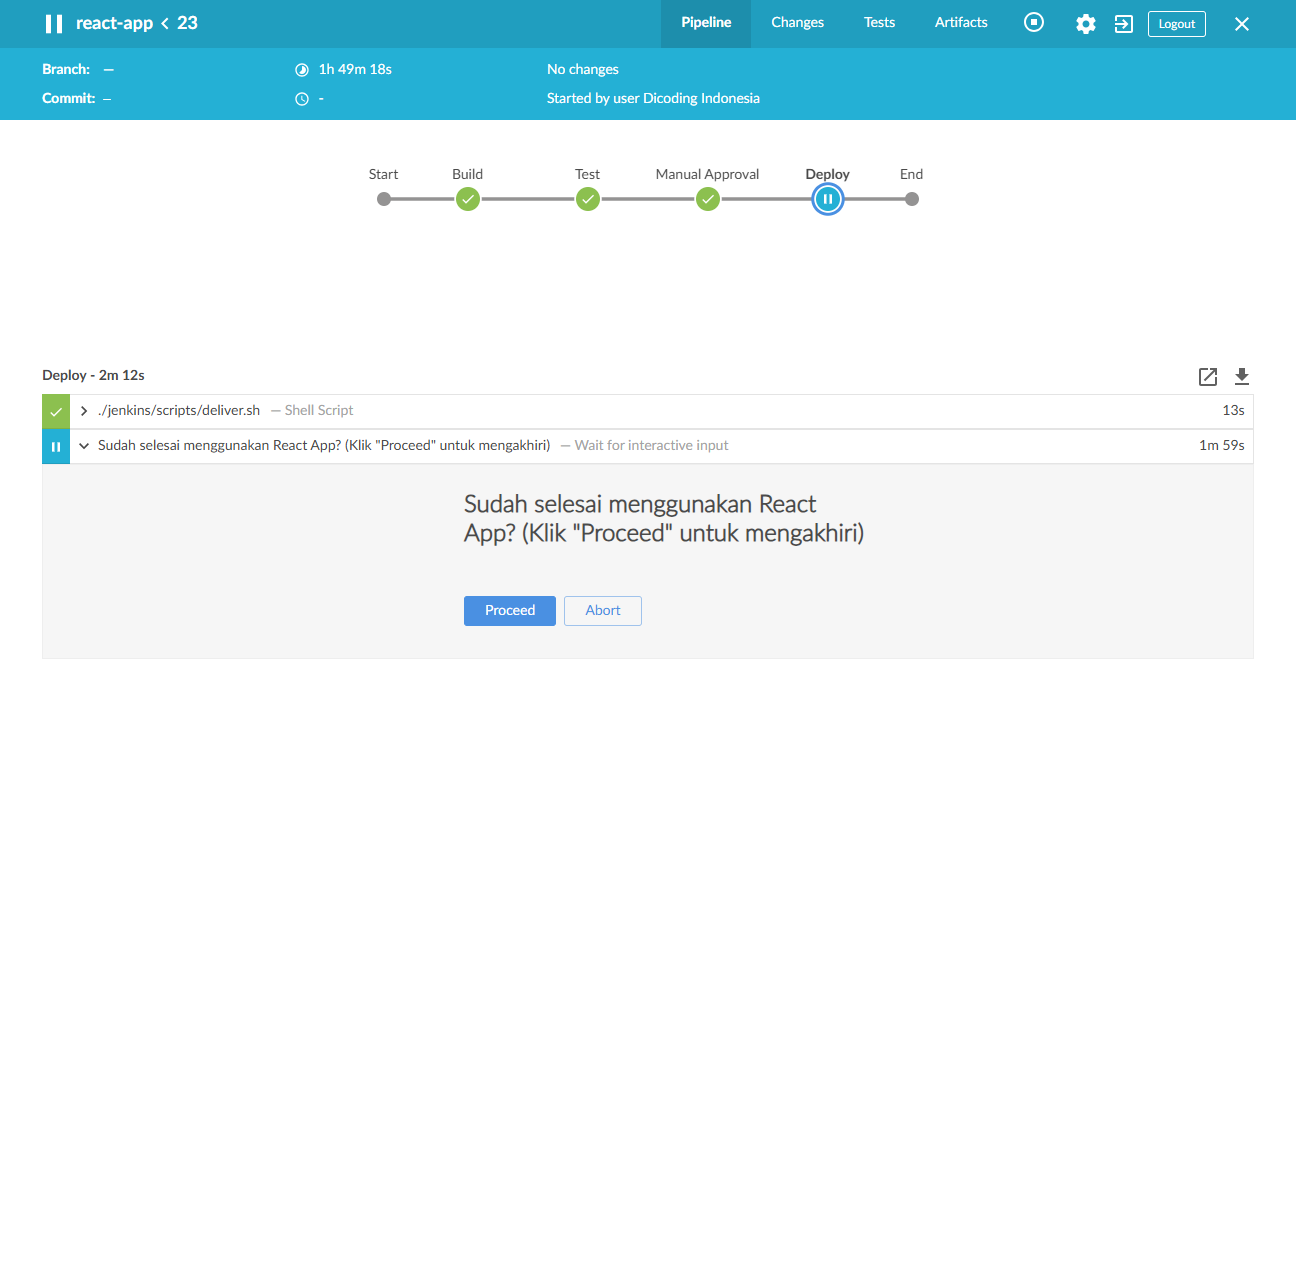 react-app < 23
Pipeline Changes Tests Artifacts Logout
Branch: — 1h 49m 18s No changes
Commit: — - Started by user Dicoding Indonesia
Start Build Test Manual Approval Deploy End
Deploy - 2m 12s
./jenkins/scripts/deliver.sh — Shell Script 13s
Sudah selesai menggunakan React App? (Klik "Proceed" untuk mengakhiri) — Wait for interactive input 1m 59s
Sudah selesai menggunakan React
App? (Klik "Proceed" untuk mengakhiri)
Proceed Abort